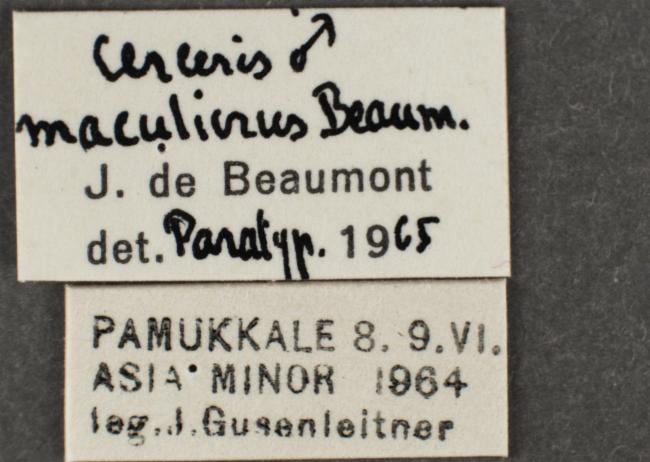 Cerceris ♂
maculicrus Beaum.
J. de Beaumont
det. Paratyp. 1965
PAMUKKALE 8. 9.VI.
ASIA MINOR 1964
leg. J. Gusenleitner